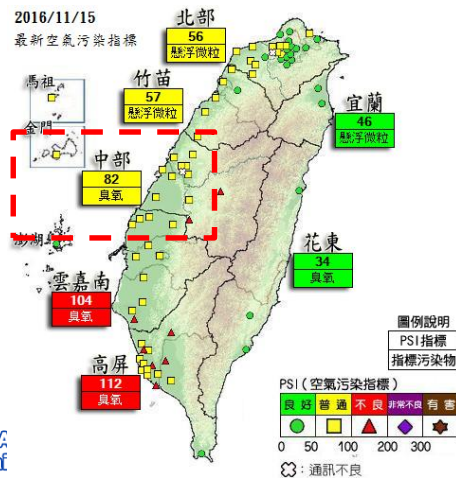 2016/11/15
最新空氣污染指標
北部
56
懸浮微粒
馬祖
竹苗
57
懸浮微粒
宜蘭
46
懸浮微粒
金門
中部
82
臭氧
澎湖
花東
34
臭氧
雲嘉南
104
臭氧
高屏
112
臭氧
圖例說明
PSI指標
指標污染物
PSI(空氣污染指標)
良好 普通 不良 非常不良 有害
0 50 100 200 300
：通訊不良